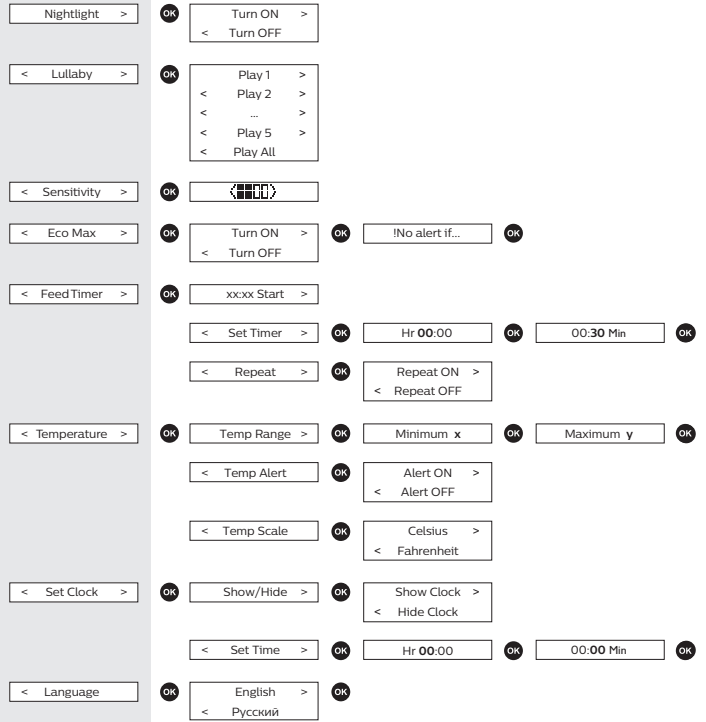 Nightlight >
OK
Turn ON >
< Turn OFF
< Lullaby >
OK
Play 1 >
< Play 2 >
< ... >
< Play 5 >
< Play All
< Sensitivity >
OK
< Eco Max >
OK
Turn ON >
< Turn OFF
OK
!No alert if...
OK
< Feed Timer >
OK
xx:xx Start >
< Set Timer >
OK
Hr 00:00
OK
00:30 Min
OK
< Repeat >
OK
Repeat ON >
< Repeat OFF
< Temperature >
OK
Temp Range >
OK
Minimum x
OK
Maximum y
OK
< Temp Alert
OK
Alert ON >
< Alert OFF
< Temp Scale
OK
Celsius >
< Fahrenheit
< Set Clock >
OK
Show/Hide >
OK
Show Clock >
< Hide Clock
< Set Time >
OK
Hr 00:00
OK
00:00 Min
OK
< Language
OK
English >
< Русский
OK